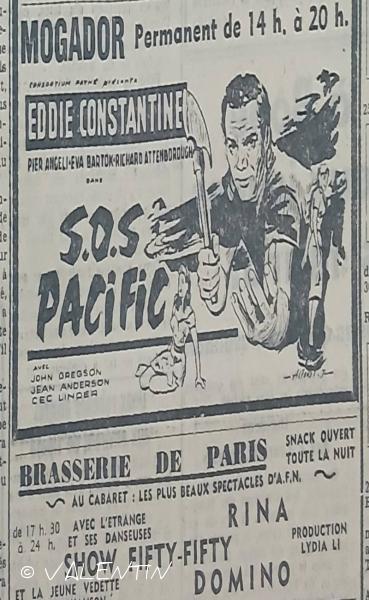 MOGADOR Permanent de 14 h. à 20 h.
CONSORTIUM PATHÉ présente
EDDIE CONSTANTINE
PIER ANGELI-EVA BARTOK-RICHARD ATTENBOROUGH
DANS
S.O.S
PACIFIC
AVEC
JOHN GREGSON
JEAN ANDERSON
CEC LINDER
BRASSERIE DE PARIS
SNACK OUVERT
TOUTE LA NUIT
AU CABARET : LES PLUS BEAUX SPECTACLES D'A.F.N.
de 17 h. 30
à 24 h.
AVEC L'ETRANGE
ET SES DANSEUSES
RINA
SHOW FIFTY-FIFTY
PRODUCTION
LYDIA LI
ET LA JEUNE VEDETTE
DOMINO
© VALENTIN